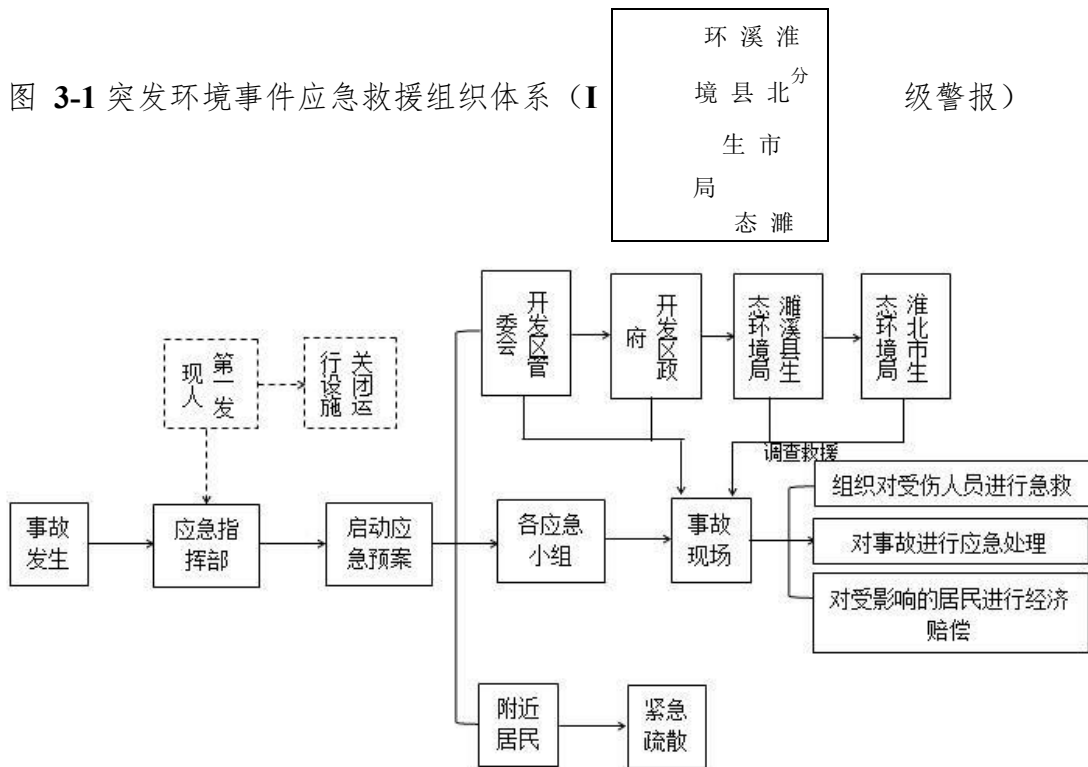 环 溪 淮
图 3-1 突发环境事件应急救援组织体系（I 境 县 北 分 级警报）
生 市
局
态 濉
开发区管
委会
开发区政
府
濉溪县生
态环境局
淮北市生
态环境局
第一发
现人
关闭运
行设施
调查救援
组织对受伤人员进行急救
事故
发生
应急指
挥部
启动应
急预案
各应急
小组
事故
现场
对事故进行应急处理
对受影响的居民进行经济
赔偿
附近
居民
紧急
疏散